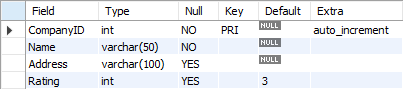 Field Type Null Key Default Extra
CompanyID int NO PRI NULL auto_increment
Name varchar(50) NO NULL
Address varchar(100) YES NULL
Rating int YES 3